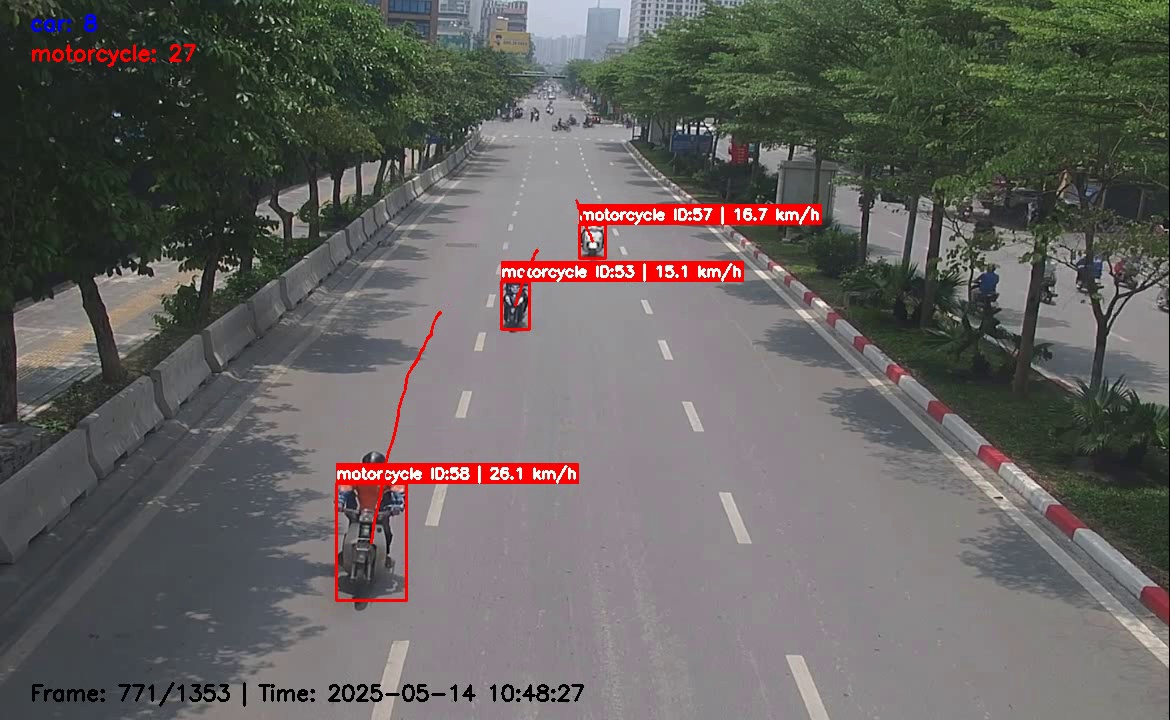 car: 8
motorcycle: 27
motorcycle ID:57 | 16.7 km/h
motorcycle ID:53 | 15.1 km/h
motorcycle ID:58 | 26.1 km/h
Frame: 771/1353 | Time: 2025-05-14 10:48:27